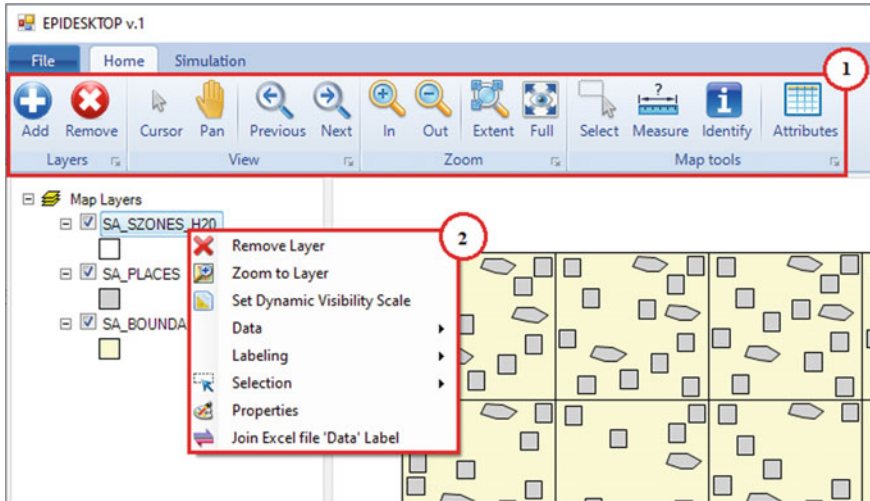 EPIDESKTOP v.1
File Home Simulation
1
Add Remove Cursor Pan Previous Next In Out Extent Full Select Measure Identify Attributes
Layers View Zoom Map tools
Map Layers
SA_SZONES_H20
2
Remove Layer
SA_PLACES Zoom to Layer
Set Dynamic Visibility Scale
SA_BOUNDA Data
Labeling
Selection
Properties
Join Excel file 'Data' Label